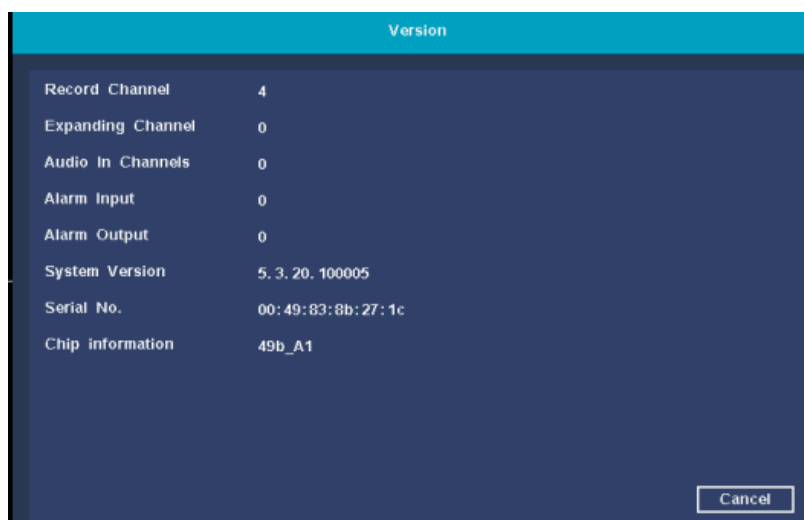 Version
Record Channel 4
Expanding Channel 0
Audio In Channels 0
Alarm Input 0
Alarm Output 0
System Version 5.3.20.100005
Serial No. 00:49:83:8b:27:1c
Chip information 49b_A1
Cancel